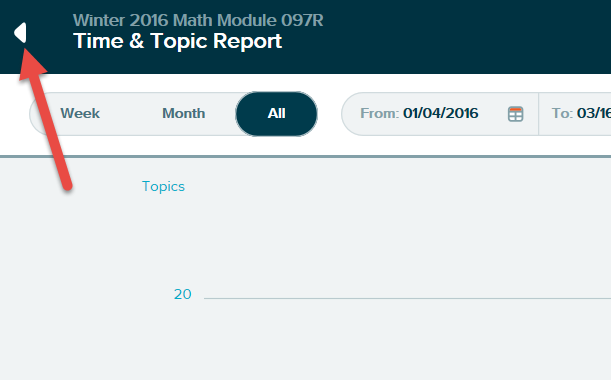 Winter 2016 Math Module 097R
Time & Topic Report
Week Month All From: 01/04/2016 To: 03/16
Topics
20